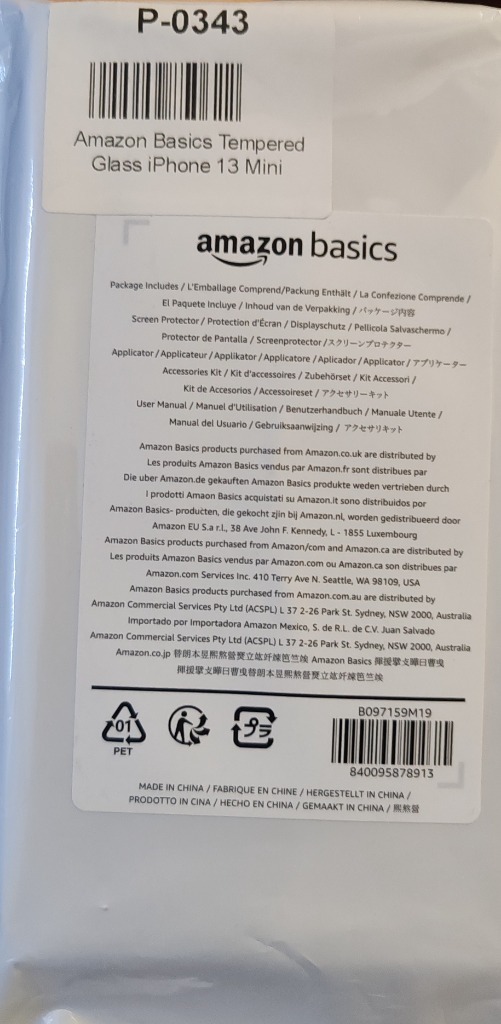 P-0343
Amazon Basics Tempered
Glass iPhone 13 Mini
amazon basics
Package Includes / L'Emballage Comprend/Packung Enthält / La Confezione Comprende /
El Paquete Incluye / Inhoud van de Verpakking / パッケージ内容
Screen Protector / Protection d'Écran / Displayschutz / Pellicola Salvaschermo /
Protector de Pantalla / Screenprotector /スクリーンプロテクター
Applicator / Applicateur / Applikator / Applicatore / Aplicador / Applicator / アプリケーター
Accessories Kit / Kit d'accessoires / Zubehörset / Kit Accessori /
Kit de Accesorios / Accessoireset / アクセサリーキット
User Manual / Manuel d'Utilisation / Benutzerhandbuch / Manuale Utente /
Manual del Usuario / Gebruiksaanwijzing / アクセサリキット
Amazon Basics products purchased from Amazon.co.uk are distributed by
Les produits Amazon Basics vendus par Amazon.fr sont distribues par
Die uber Amazon.de gekauften Amazon Basics produkte weden vertrieben durch
I prodotti Amaon Basics acquistati su Amazon.it sono distribuidos por
Amazon Basics- producten, die gekocht zjin bij Amazon.nl, worden gedistribueerd door
Amazon EU S.a r.l., 38 Ave John F. Kennedy, L - 1855 Luxembourg
Amazon Basics products purchased from Amazon/com and Amazon.ca are distributed by
Les produits Amazon Basics vendus par Amazon.com ou Amazon.ca son distribues par
Amazon.com Services Inc. 410 Terry Ave N. Seattle, WA 98109, USA
Amazon Basics products purchased from Amazon.com.au are distributed by
Amazon Commercial Services Pty Ltd (ACSPL) L 37 2-26 Park St. Sydney, NSW 2000, Australia
Importado por Importadora Amazon Mexico, S. de R.L. de C.V. Juan Salvado
Amazon Commercial Services Pty Ltd (ACSPL) L 37 2-26 Park St. Sydney, NSW 2000, Australia
Amazon.co.jp Amazon Basics
01
PET
プラ
B097159M19
840095878913
MADE IN CHINA / FABRIQUE EN CHINE / HERGESTELLT IN CHINA /
PRODOTTO IN CINA / HECHO EN CHINA / GEMAAKT IN CHINA /